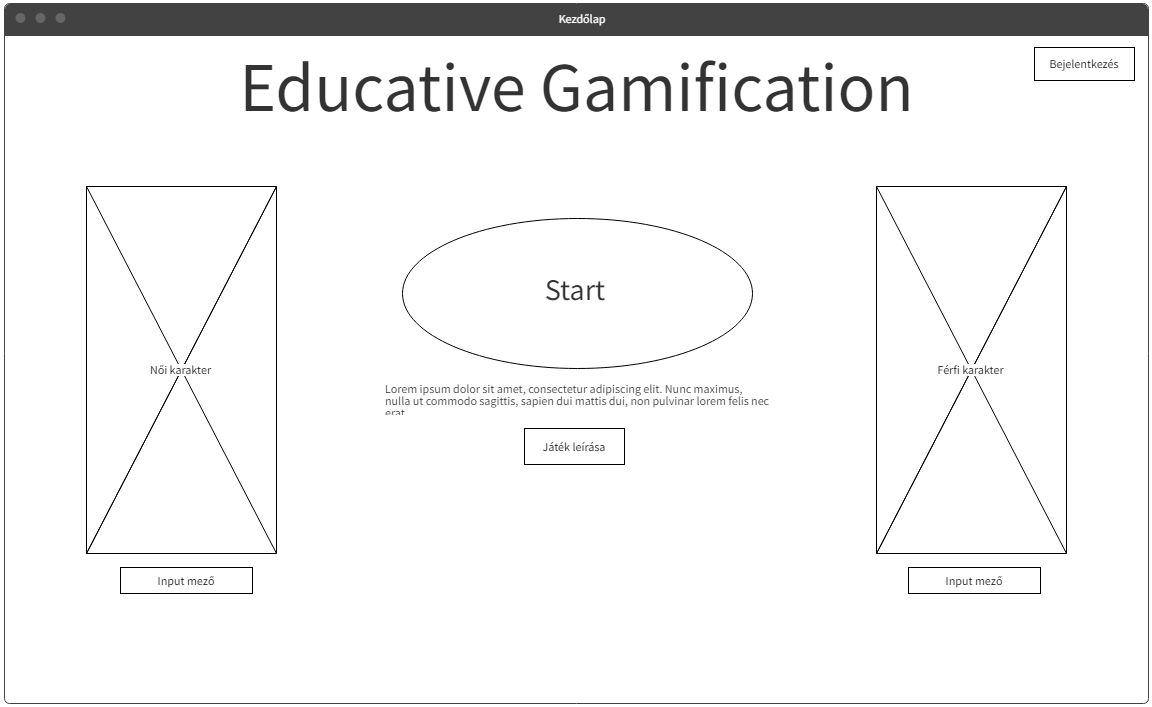 Kezdőlap
Bejelentkezés
Educative Gamification
Start
Női karakter
Férfi karakter
Lorem ipsum dolor sit amet, consectetur adipiscing elit. Nunc maximus,
nulla ut commodo sagittis, sapien dui mattis dui, non pulvinar lorem felis nec
erat
Játék leírása
Input mező
Input mező